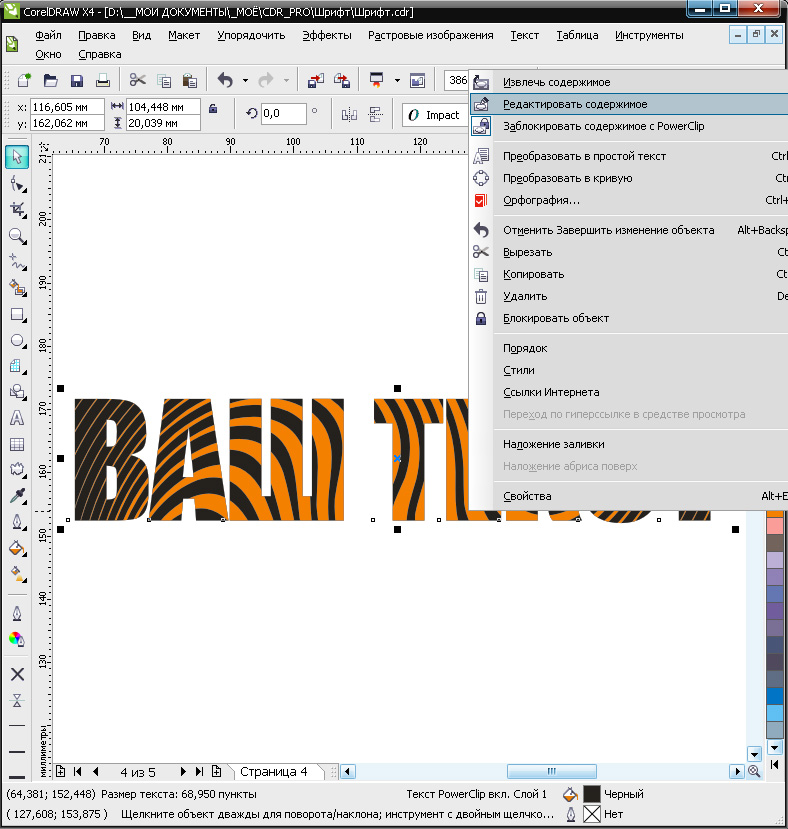 CorelDRAW X4 - [D:\__МОИ ДОКУМЕНТЫ\_МОЁ\CDR_PRO\Шрифт\Шрифт.cdr]
Файл Правка Вид Макет Упорядочить Эффекты Растровые изображения Текст Таблица Инструменты
Окно Справка
386
x: 116,605 мм 104,448 мм 0,0 ° O Impact
y: 162,062 мм 20,039 мм
70 80 90 100 110 120
200
190
180
170
160
150
140
130
миллиметры
Извлечь содержимое
Редактировать содержимое
Заблокировать содержимое с PowerClip
Преобразовать в простой текст Ctrl
Преобразовать в кривую Ct
Орфография... Ctrl+
Отменить Завершить изменение объекта Alt+Backsp
Вырезать Ct
Копировать Ct
Удалить De
Блокировать объект
Порядок
Стили
Ссылки Интернета
Переход по гиперссылке в средстве просмотра
Наложение заливки
Наложение абриса поверх
Свойства Alt+E
ВАШ Т
4 из 5 Страница 4
(64,381; 152,448) Размер текста: 68,950 пункты Текст PowerClip вкл. Слой 1 Черный
( 127,608; 153,875 ) Щелкните объект дважды для поворота/наклона; инструмент с двойным щелчко... Нет